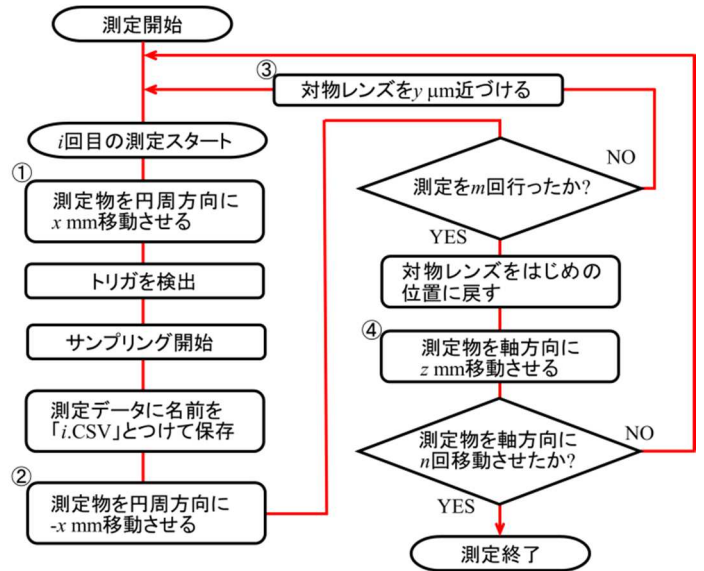 測定開始
i回目の測定スタート
①
測定物を円周方向に
x mm移動させる
トリガを検出
サンプリング開始
測定データに名前を
「i.CSV」とつけて保存
②
測定物を円周方向に
-x mm移動させる
③
対物レンズをy μm近づける
NO
測定をm回行ったか?
YES
対物レンズをはじめの
位置に戻す
④
測定物を軸方向に
z mm移動させる
測定物を軸方向に
n回移動させたか?
NO
YES
測定終了